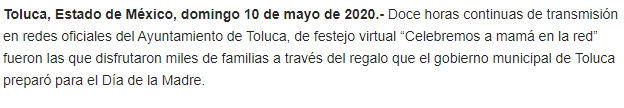 Toluca, Estado de México, domingo 10 de mayo de 2020.- Doce horas continuas de transmisión
en redes oficiales del Ayuntamiento de Toluca, de festejo virtual “Celebremos a mamá en la red”
fueron las que disfrutaron miles de familias a través del regalo que el gobierno municipal de Toluca
preparó para el Día de la Madre.